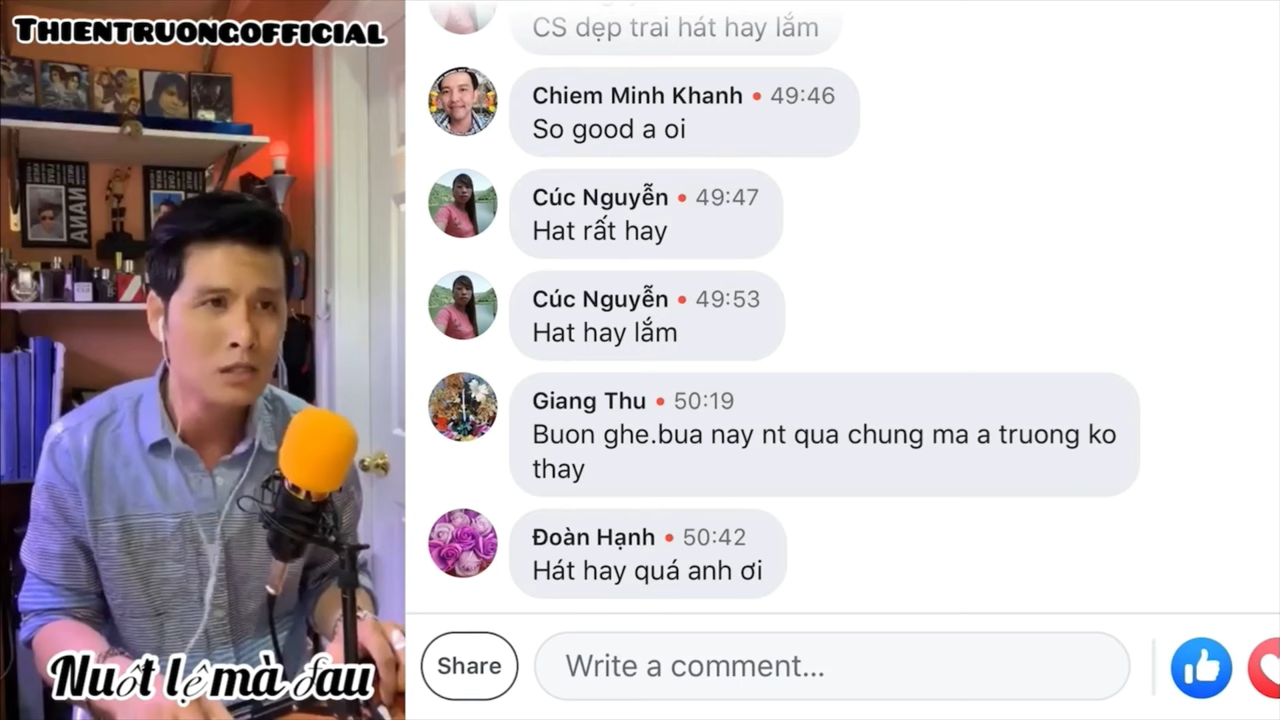 THIENTRUONGOFFICIAL
NANA
Nuốt lệ mà đau
CS dẹp trai hát hay lắm
Chiem Minh Khanh • 49:46
So good a oi
Cúc Nguyễn • 49:47
Hat rất hay
Cúc Nguyễn • 49:53
Hat hay lắm
Giang Thu • 50:19
Buon ghe.bua nay nt qua chung ma a truong ko
thay
Đoàn Hạnh • 50:42
Hát hay quá anh ơi
Share
Write a comment...